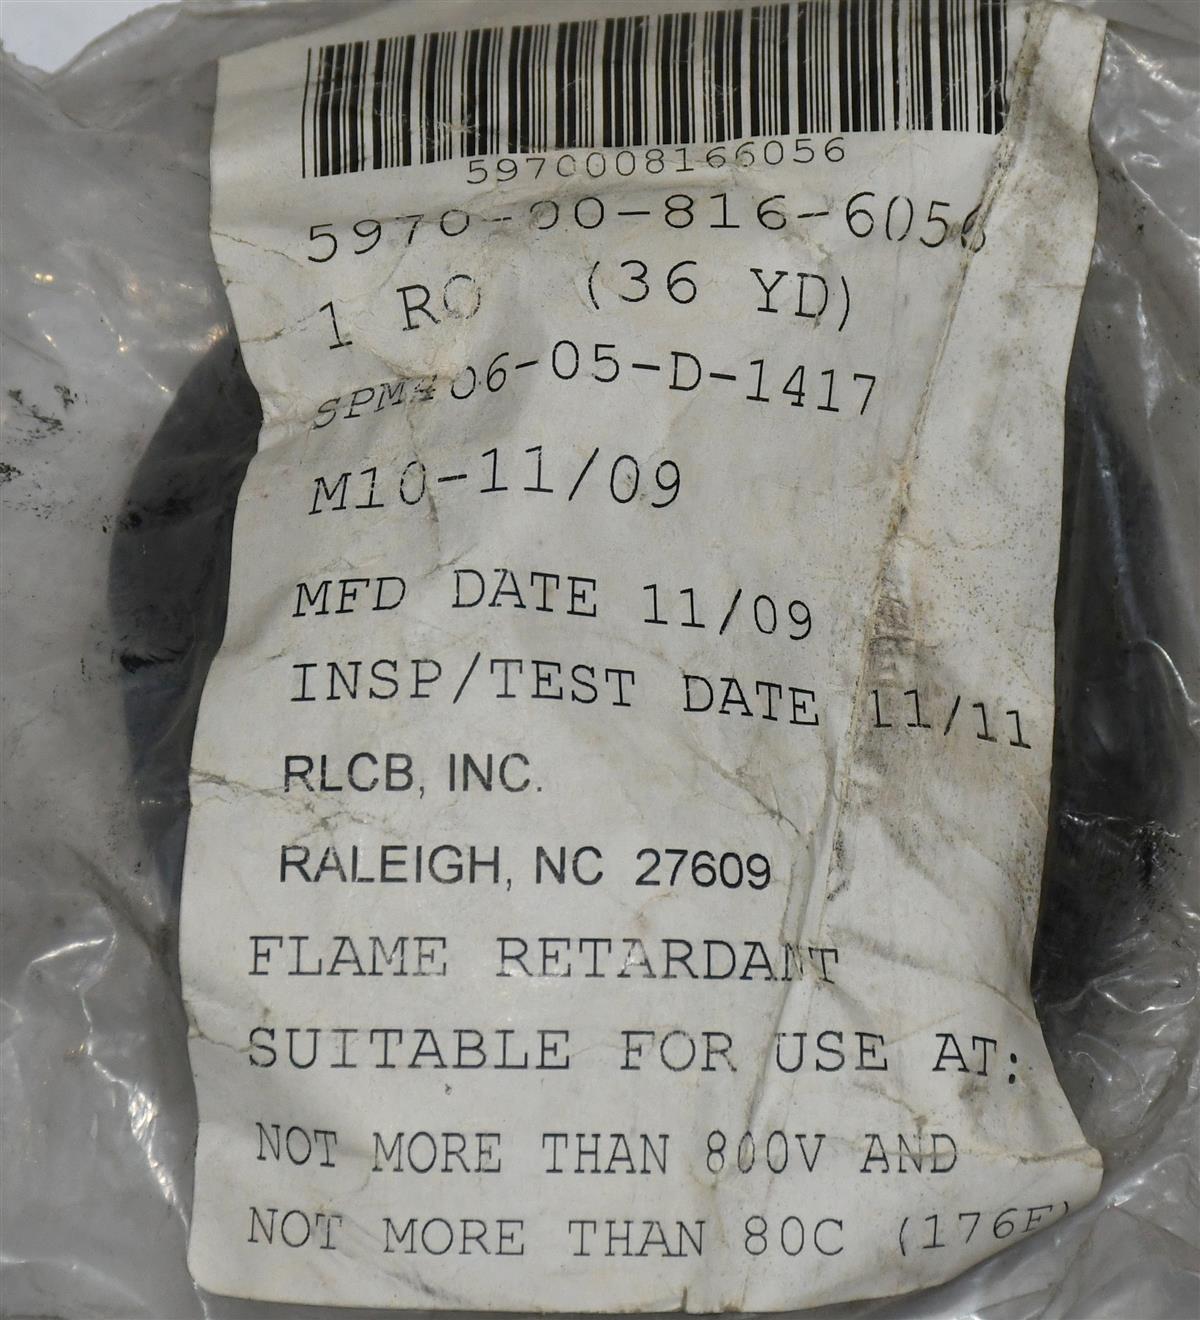 5970008166056
5970-00-816-6056
1 RO (36 YD)
SPM406-05-D-1417
M10-11/09
MFD DATE 11/09
INSP/TEST DATE 11/11
RLCB, INC.
RALEIGH, NC 27609
FLAME RETARDANT
SUITABLE FOR USE AT:
NOT MORE THAN 800V AND
NOT MORE THAN 80C (176F)